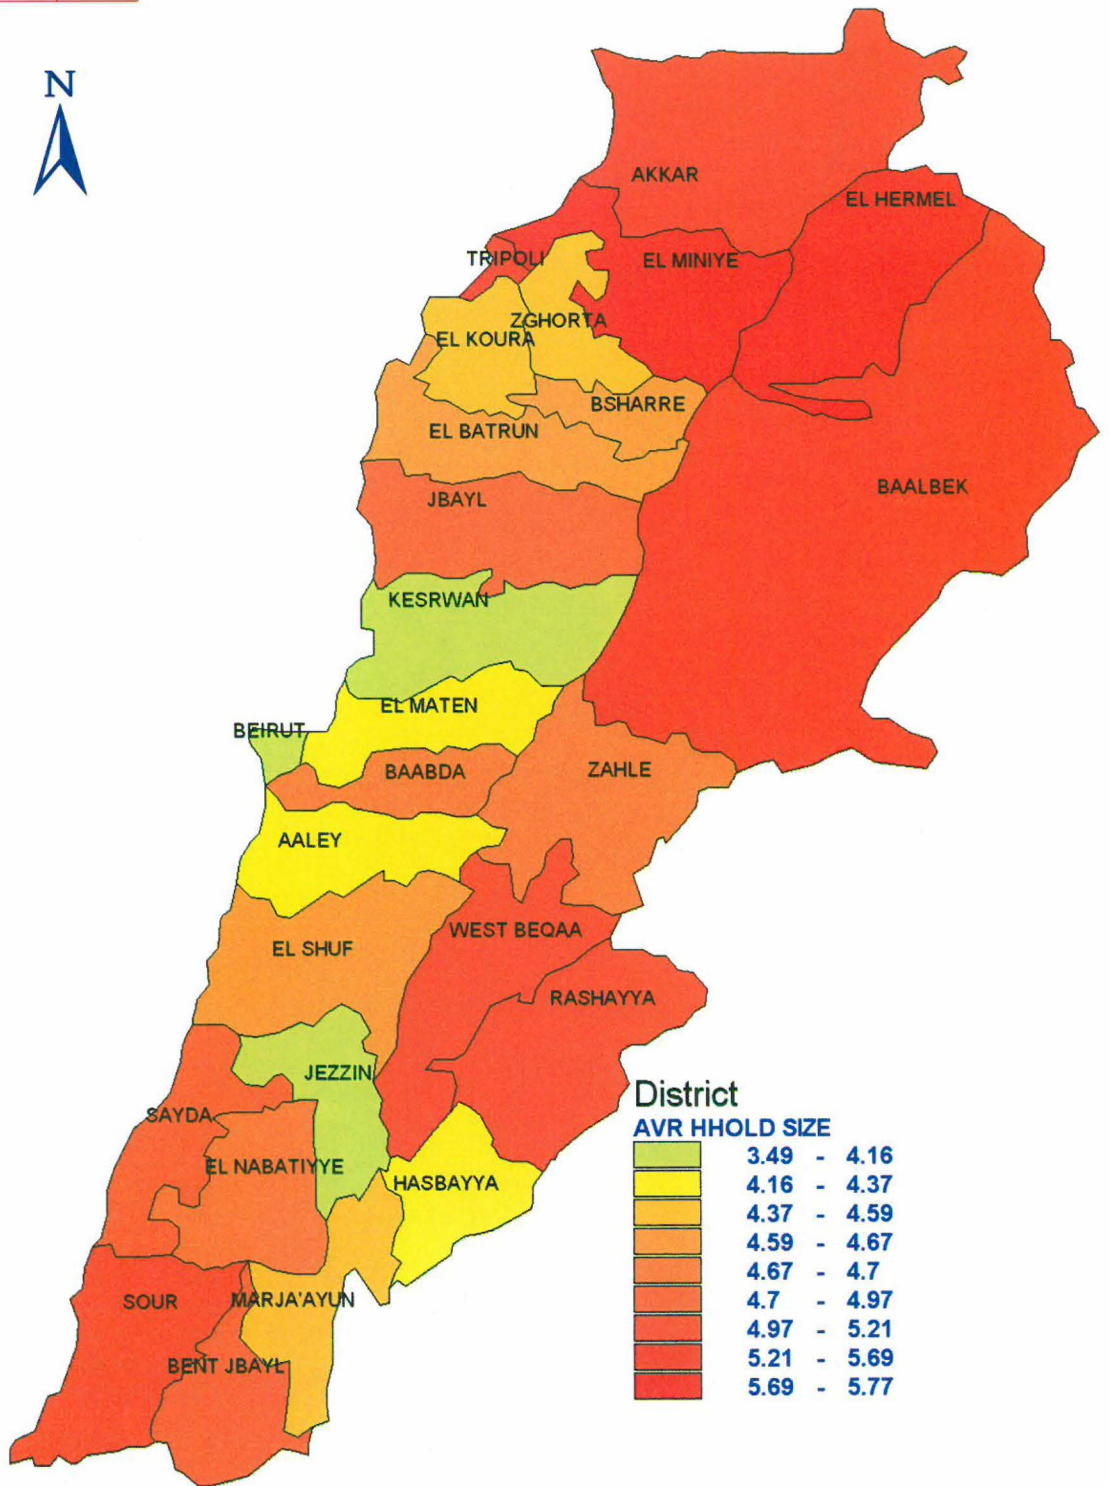 N
AKKAR
EL HERMEL
TRIPOLI
EL MINIYE
ZGHORTA
EL KOURA
BSHARRE
EL BATRUN
BAALBEK
JBAYL
KESRWAN
EL MATEN
BEIRUT
BAABDA
ZAHLE
AALEY
WEST BEQAA
EL SHUF
RASHAYYA
JEZZIN
SAYDA
EL NABATIYYE
HASBAYYA
SOUR
MARJA'AYUN
BENT JBAYL
District
AVR HHOLD SIZE
3.49 - 4.16
4.16 - 4.37
4.37 - 4.59
4.59 - 4.67
4.67 - 4.7
4.7 - 4.97
4.97 - 5.21
5.21 - 5.69
5.69 - 5.77